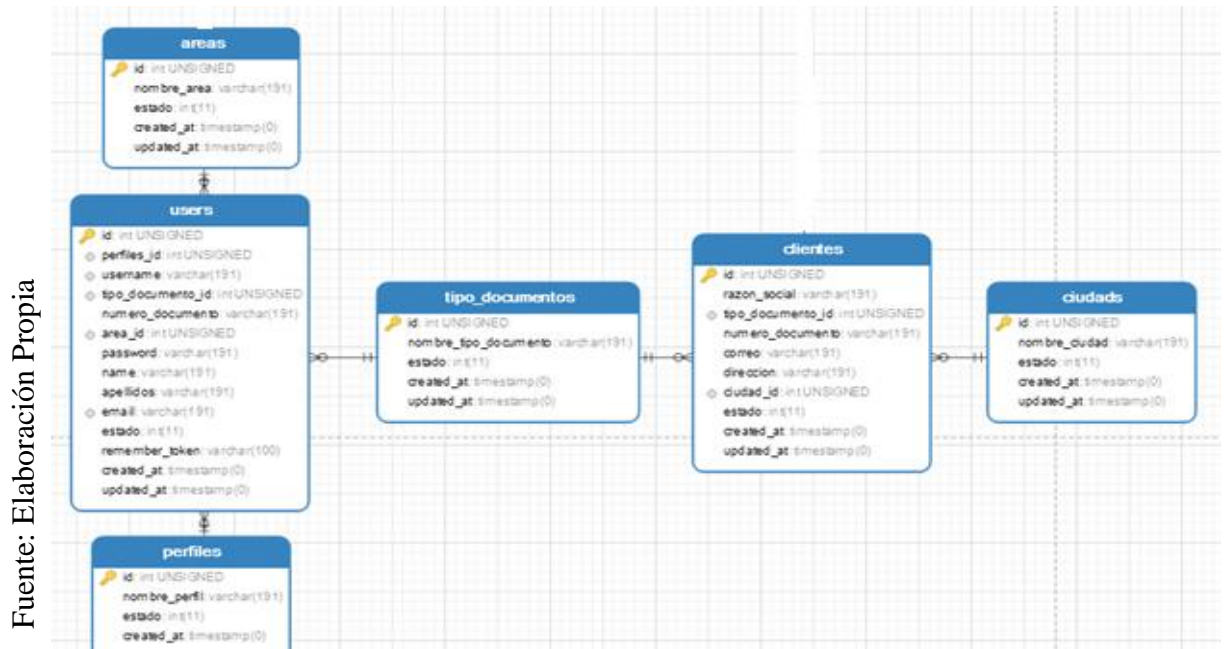 areas
id: int UNSIGNED
nombre_area: varchar(191)
estado: int(11)
created_at: timestamp(0)
updated_at: timestamp(0)
users
id: int UNSIGNED
perfiles_id: int UNSIGNED
username: varchar(191)
tipo_documento_id: int UNSIGNED
numero_documento: varchar(191)
area_id: int UNSIGNED
password: varchar(191)
name: varchar(191)
apellidos: varchar(191)
email: varchar(191)
estado: int(11)
remember_token: varchar(100)
created_at: timestamp(0)
updated_at: timestamp(0)
perfiles
id: int UNSIGNED
nombre_perfil: varchar(191)
estado: int(11)
created_at: timestamp(0)
tipo_documentos
id: int UNSIGNED
nombre_tipo_documento: varchar(191)
estado: int(11)
created_at: timestamp(0)
updated_at: timestamp(0)
clientes
id: int UNSIGNED
razon_social: varchar(191)
tipo_documento_id: int UNSIGNED
numero_documento: varchar(191)
correo: varchar(191)
direccion: varchar(191)
ciudad_id: int UNSIGNED
estado: int(11)
created_at: timestamp(0)
updated_at: timestamp(0)
ciudads
id: int UNSIGNED
nombre_ciudad: varchar(191)
estado: int(11)
created_at: timestamp(0)
updated_at: timestamp(0)
Fuente: Elaboración Propia